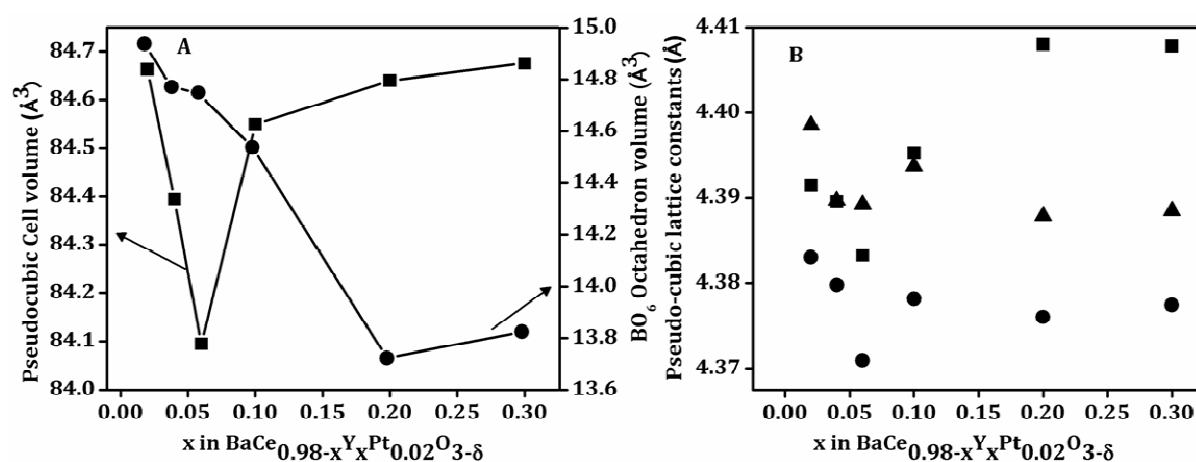 A
Pseudocubic Cell volume (Å³)
84.7
84.6
84.5
84.4
84.3
84.2
84.1
84.0
15.0
14.8
14.6
14.4
14.2
14.0
13.8
13.6
BO₆ Octahedron volume (Å³)
0.00 0.05 0.10 0.15 0.20 0.25 0.30
x in BaCe₀.₉₈₋ₓYₓPt₀.₀₂O₃₋δ
B
Pseudo-cubic lattice constants (Å)
4.41
4.40
4.39
4.38
4.37
0.00 0.05 0.10 0.15 0.20 0.25 0.30
x in BaCe₀.₉₈₋ₓYₓPt₀.₀₂O₃₋δ